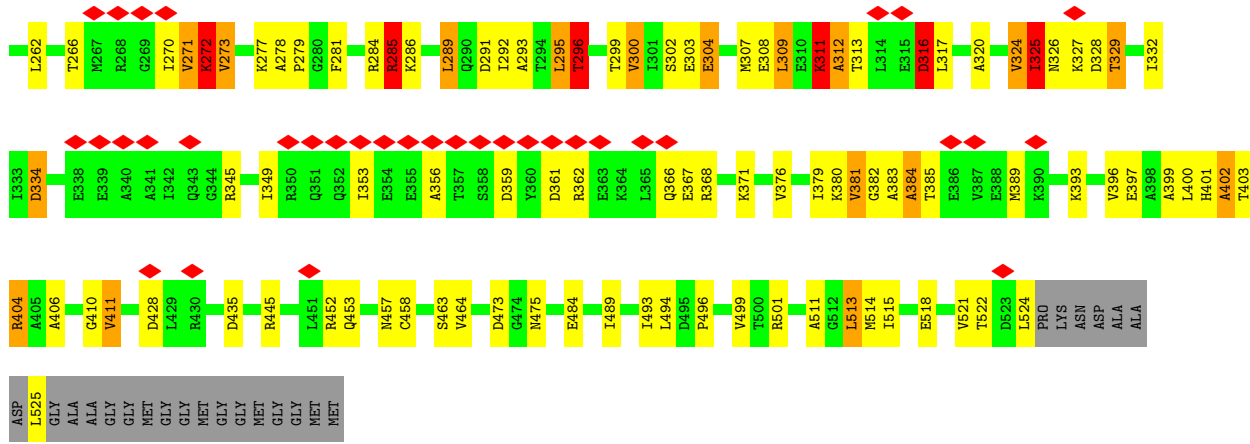 L262 T266 M267 R268 G269 I270 V271 K272 V273 K277 A278 P279 G280 F281 R284 R285 K286 L289 Q290 D291 I292 A293 T294 L295 T296 T299 V300 I301 S302 E303 E304 M307 E308 L309 E310 K311 A312 T313 L314 E315 D316 L317 A320 V324 I325 N326 K327 D328 T329 I332
I333 D334 E338 E339 A340 A341 I342 Q343 G344 R345 I349 R350 Q351 Q352 I353 E354 E355 A356 T357 S358 D359 Y360 D361 R362 E363 K364 L365 Q366 E367 R368 K371 V376 I379 K380 V381 G382 A383 A384 T385 E386 V387 E388 M389 K390 K393 V396 E397 A398 A399 L400 H401 A402 T403
R404 A405 A406 G410 V411 D428 L429 R430 D435 R445 L451 R452 Q453 N457 C458 S463 V464 D473 G474 N475 E484 I489 I493 L494 D495 P496 V499 T500 R501 A511 G512 L513 M514 I515 E518 V521 T522 D523 L524 PRO LYS ASN ASP ALA ALA
ASP L525 GLY ALA ALA GLY GLY MET GLY GLY MET GLY GLY MET MET